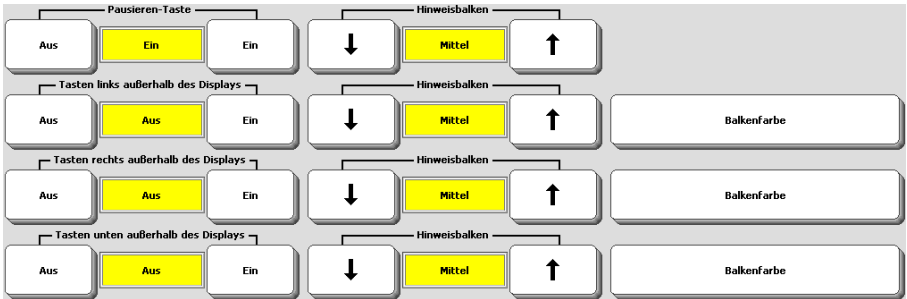 Pausieren-Taste Hinweisbalken
Aus Ein Ein Mittel
Tasten links außerhalb des Displays Hinweisbalken
Aus Aus Ein Mittel Balkenfarbe
Tasten rechts außerhalb des Displays Hinweisbalken
Aus Aus Ein Mittel Balkenfarbe
Tasten unten außerhalb des Displays Hinweisbalken
Aus Aus Ein Mittel Balkenfarbe